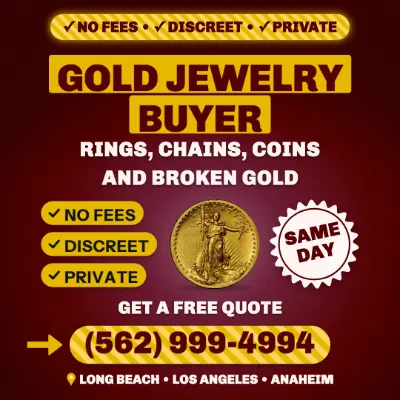 ✓NO FEES • ✓DISCREET • ✓PRIVATE
GOLD JEWELRY
BUYER
RINGS, CHAINS, COINS
AND BROKEN GOLD
✓ NO FEES
✓ DISCREET
✓ PRIVATE
SAME
DAY
GET A FREE QUOTE
(562) 999-4994
LONG BEACH • LOS ANGELES • ANAHEIM